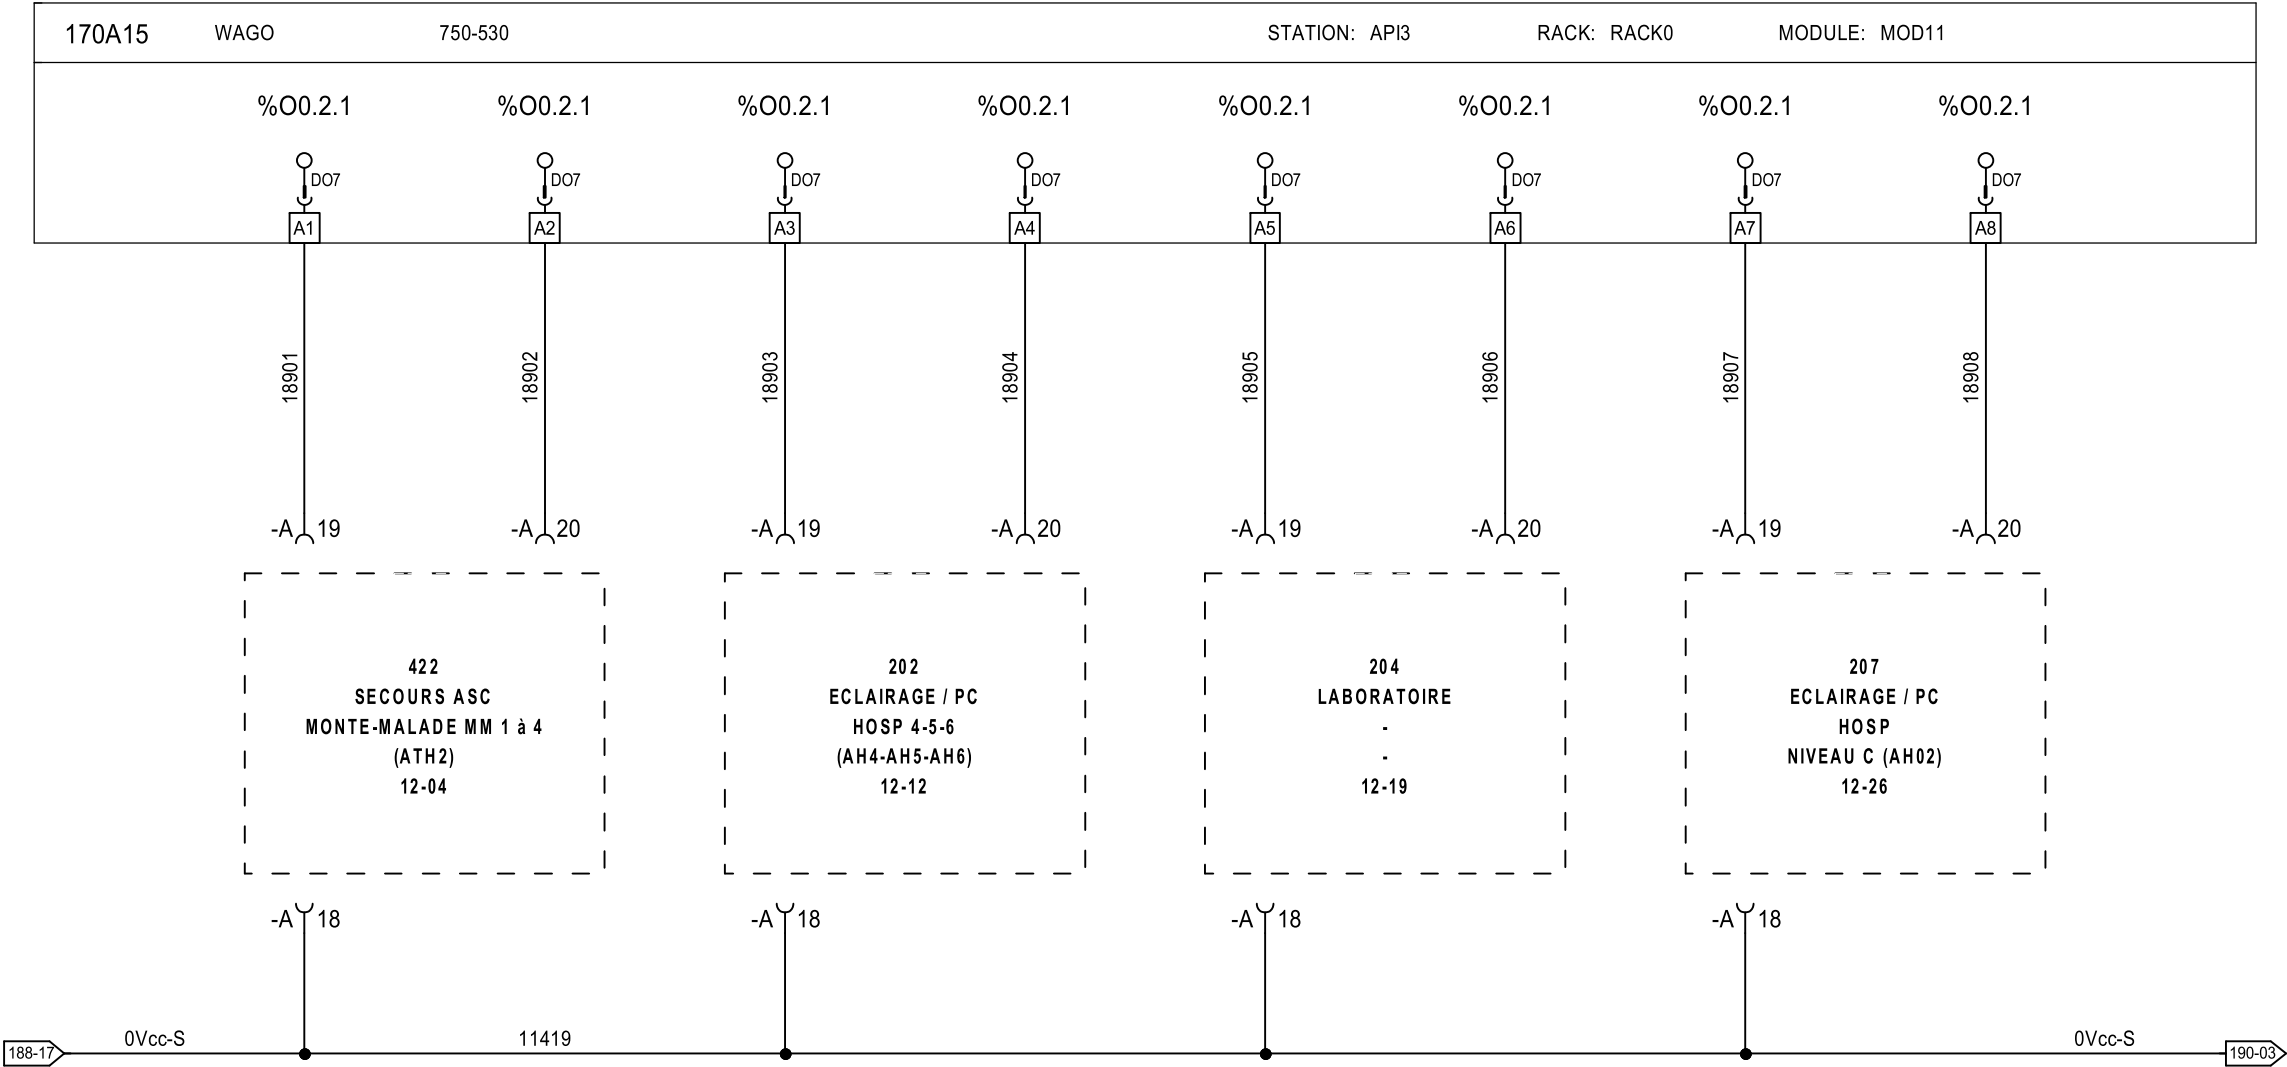 170A15 WAGO 750-530 STATION: API3 RACK: RACK0 MODULE: MOD11
%O0.2.1 %O0.2.1 %O0.2.1 %O0.2.1 %O0.2.1 %O0.2.1 %O0.2.1 %O0.2.1
DO7 DO7 DO7 DO7 DO7 DO7 DO7 DO7
A1 A2 A3 A4 A5 A6 A7 A8
18901 18902 18903 18904 18905 18906 18907 18908
-A 19 -A 20 -A 19 -A 20 -A 19 -A 20 -A 19 -A 20
422
SECOURS ASC
MONTE-MALADE MM 1 à 4
(ATH2)
12-04
202
ECLAIRAGE / PC
HOSP 4-5-6
(AH4-AH5-AH6)
12-12
204
LABORATOIRE
-
-
12-19
207
ECLAIRAGE / PC
HOSP
NIVEAU C (AH02)
12-26
-A 18 -A 18 -A 18 -A 18
188-17 0Vcc-S 11419 0Vcc-S 190-03